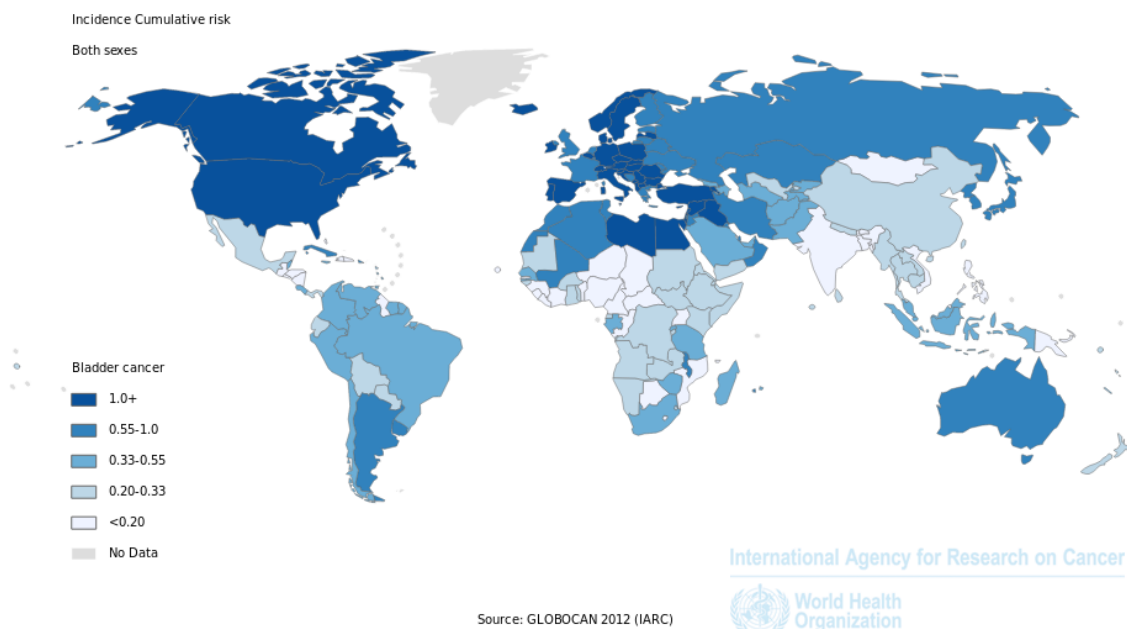 Incidence Cumulative risk
Both sexes
Bladder cancer
1.0+
0.55-1.0
0.33-0.55
0.20-0.33
<0.20
No Data
International Agency for Research on Cancer
World Health
Organization
Source: GLOBOCAN 2012 (IARC)